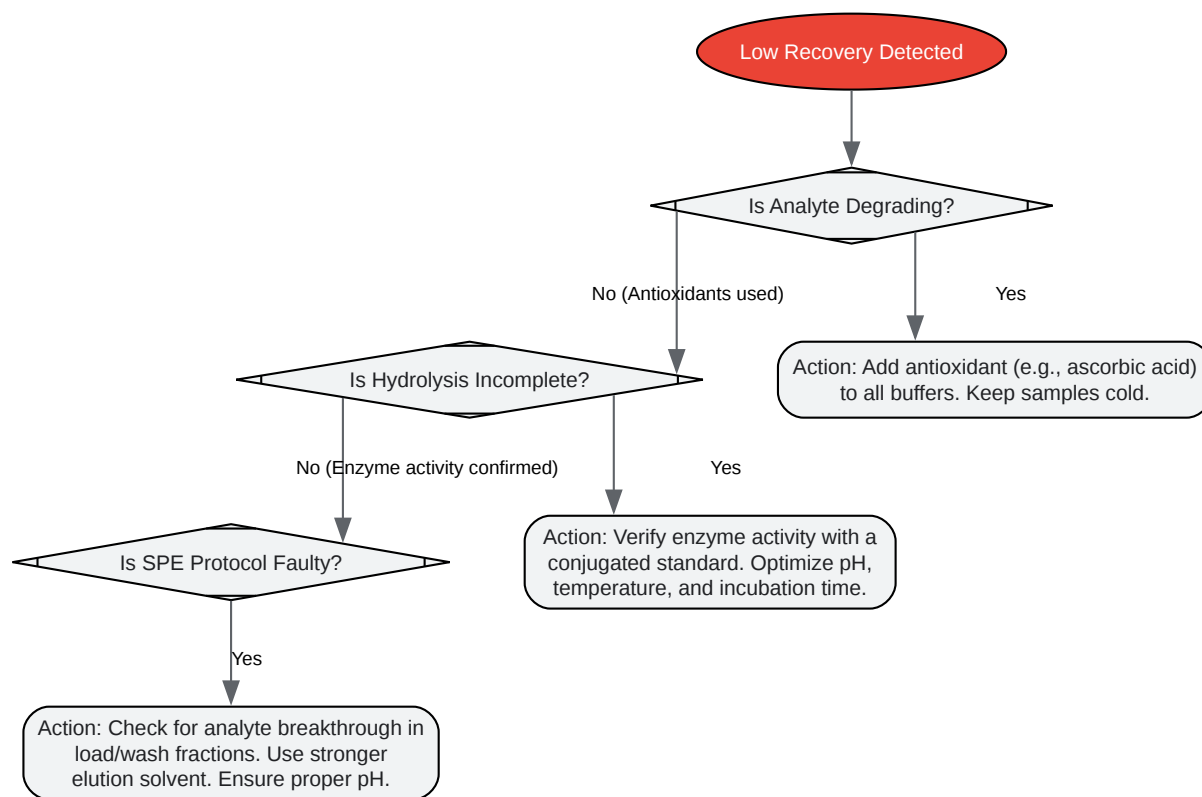 Low Recovery Detected
Is Analyte Degrading?
No (Antioxidants used)
Yes
Action: Add antioxidant (e.g., ascorbic acid)
to all buffers. Keep samples cold.
Is Hydrolysis Incomplete?
No (Enzyme activity confirmed)
Yes
Action: Verify enzyme activity with a
conjugated standard. Optimize pH,
temperature, and incubation time.
Is SPE Protocol Faulty?
Yes
Action: Check for analyte breakthrough in
load/wash fractions. Use stronger
elution solvent. Ensure proper pH.